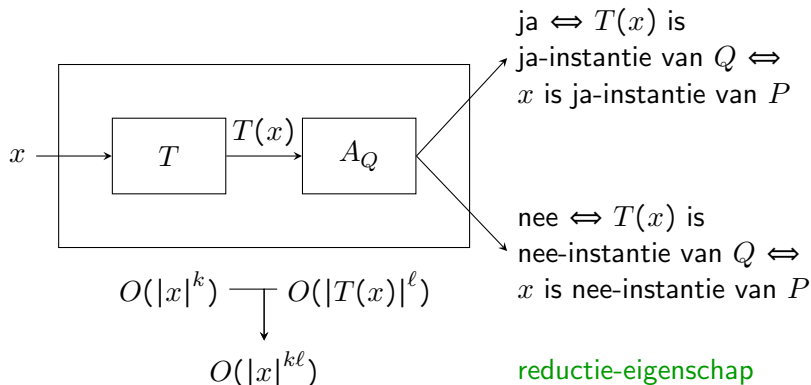 ja ⇔ T(x) is
ja-instantie van Q ⇔
x is ja-instantie van P
x
T
T(x)
A_Q
nee ⇔ T(x) is
nee-instantie van Q ⇔
x is nee-instantie van P
O(|x|^k)
O(|T(x)|^ℓ)
O(|x|^{kℓ})
reductie-eigenschap